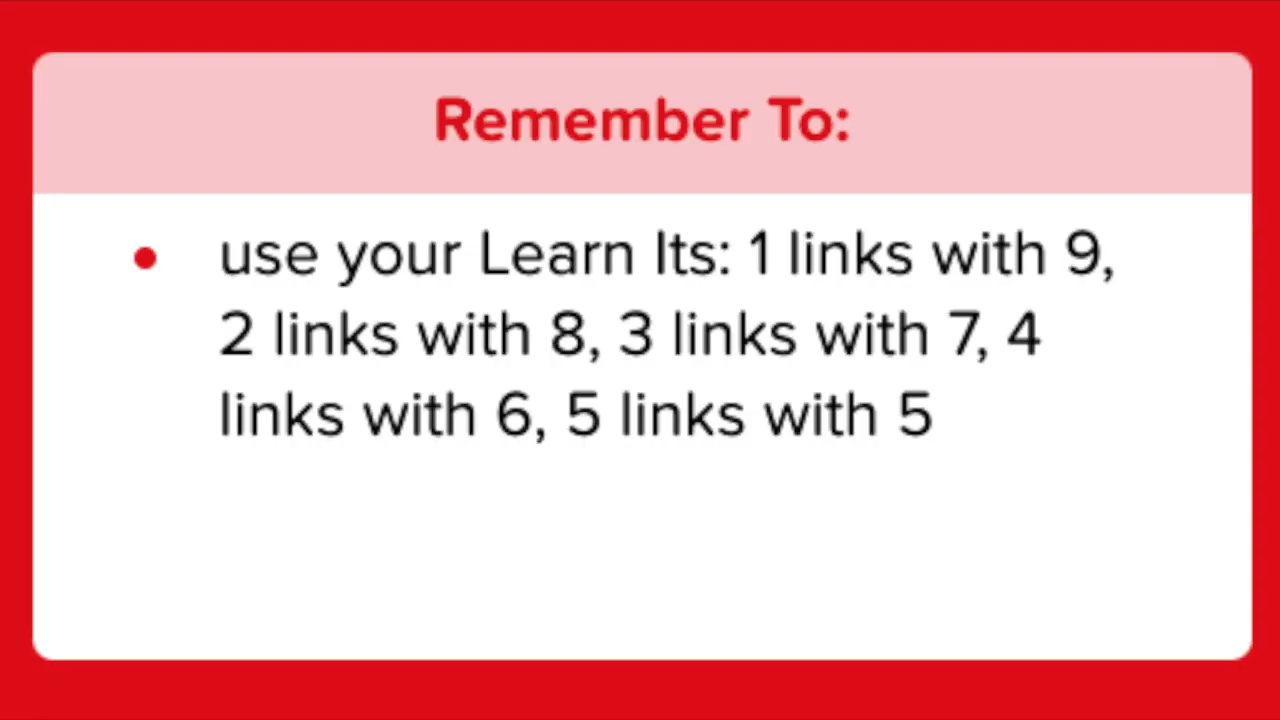 Remember To:
• use your Learn Its: 1 links with 9,
2 links with 8, 3 links with 7, 4
links with 6, 5 links with 5